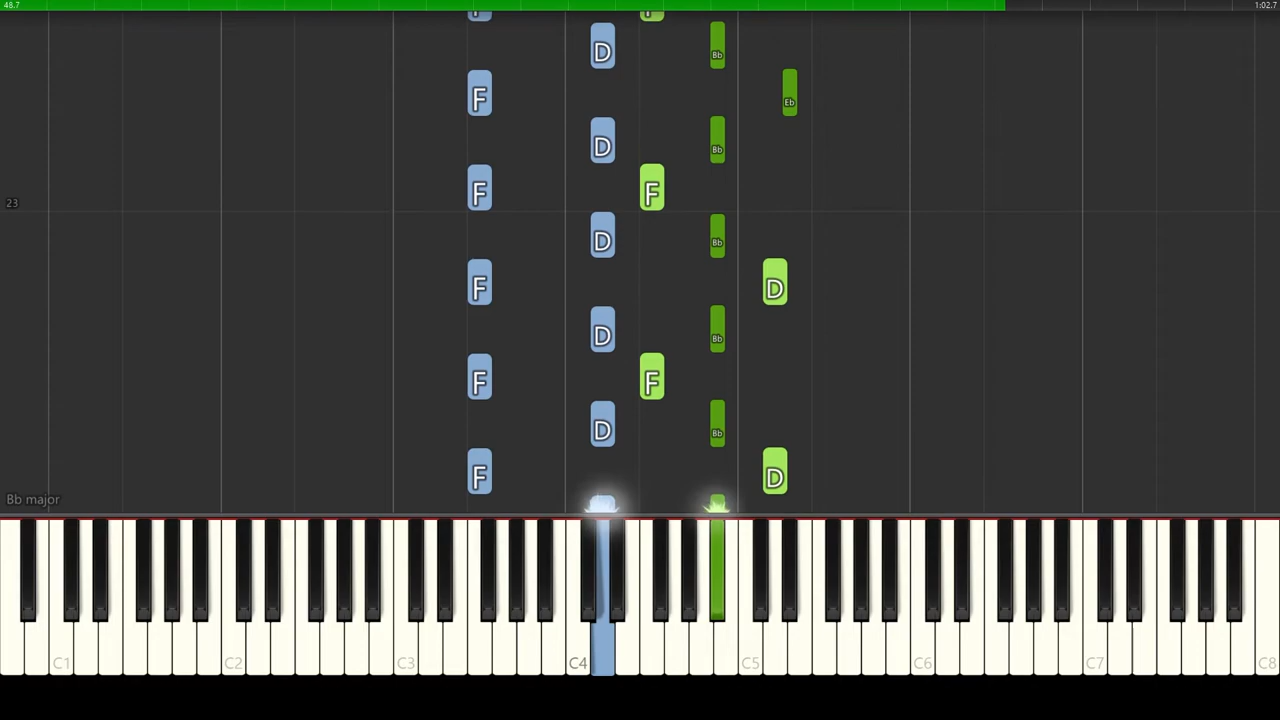 48.7 1:02.7
F F
D Bb
F Eb
D Bb
F F
23
D Bb
F D
D Bb
F F
D Bb
F D
Bb major
C1 C2 C3 C4 C5 C6 C7 C8